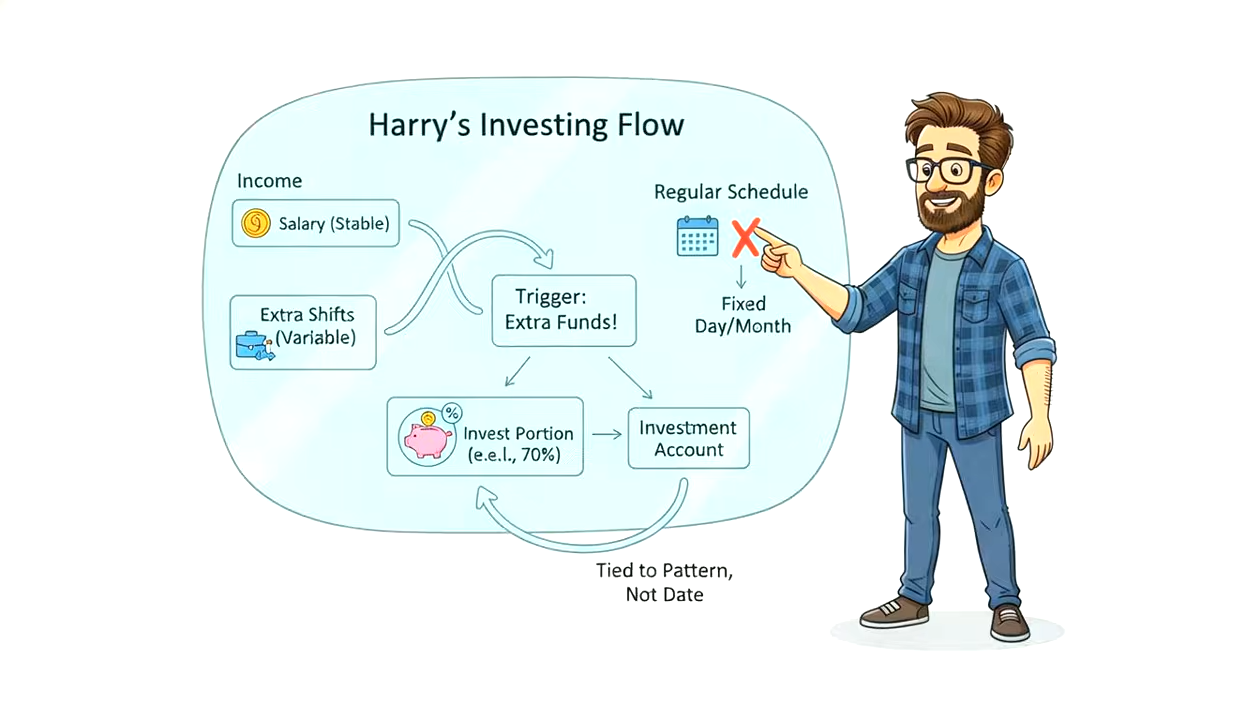 Harry's Investing Flow
Income
Salary (Stable)
Extra Shifts
(Variable)
Trigger:
Extra Funds!
Regular Schedule
Fixed
Day/Month
%
Invest Portion
(e.e.l., 70%)
Investment
Account
Tied to Pattern,
Not Date